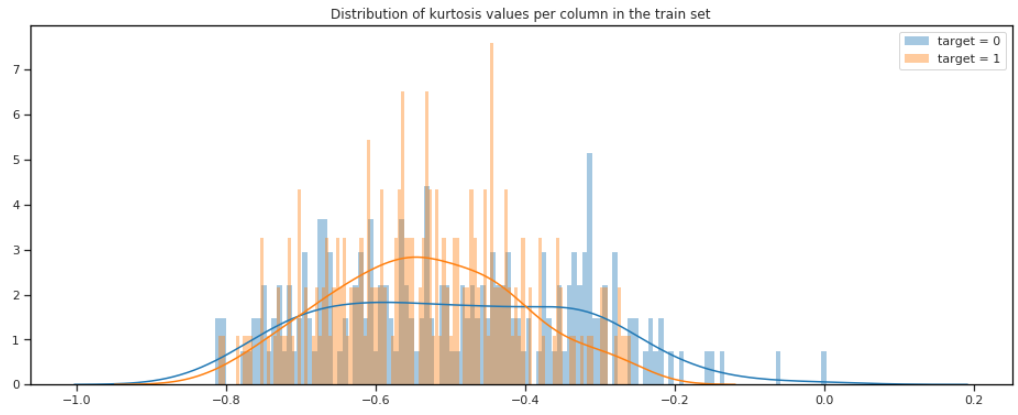 Distribution of kurtosis values per column in the train set
target = 0
target = 1
7
6
5
4
3
2
1
0
−1.0 −0.8 −0.6 −0.4 −0.2 0.0 0.2